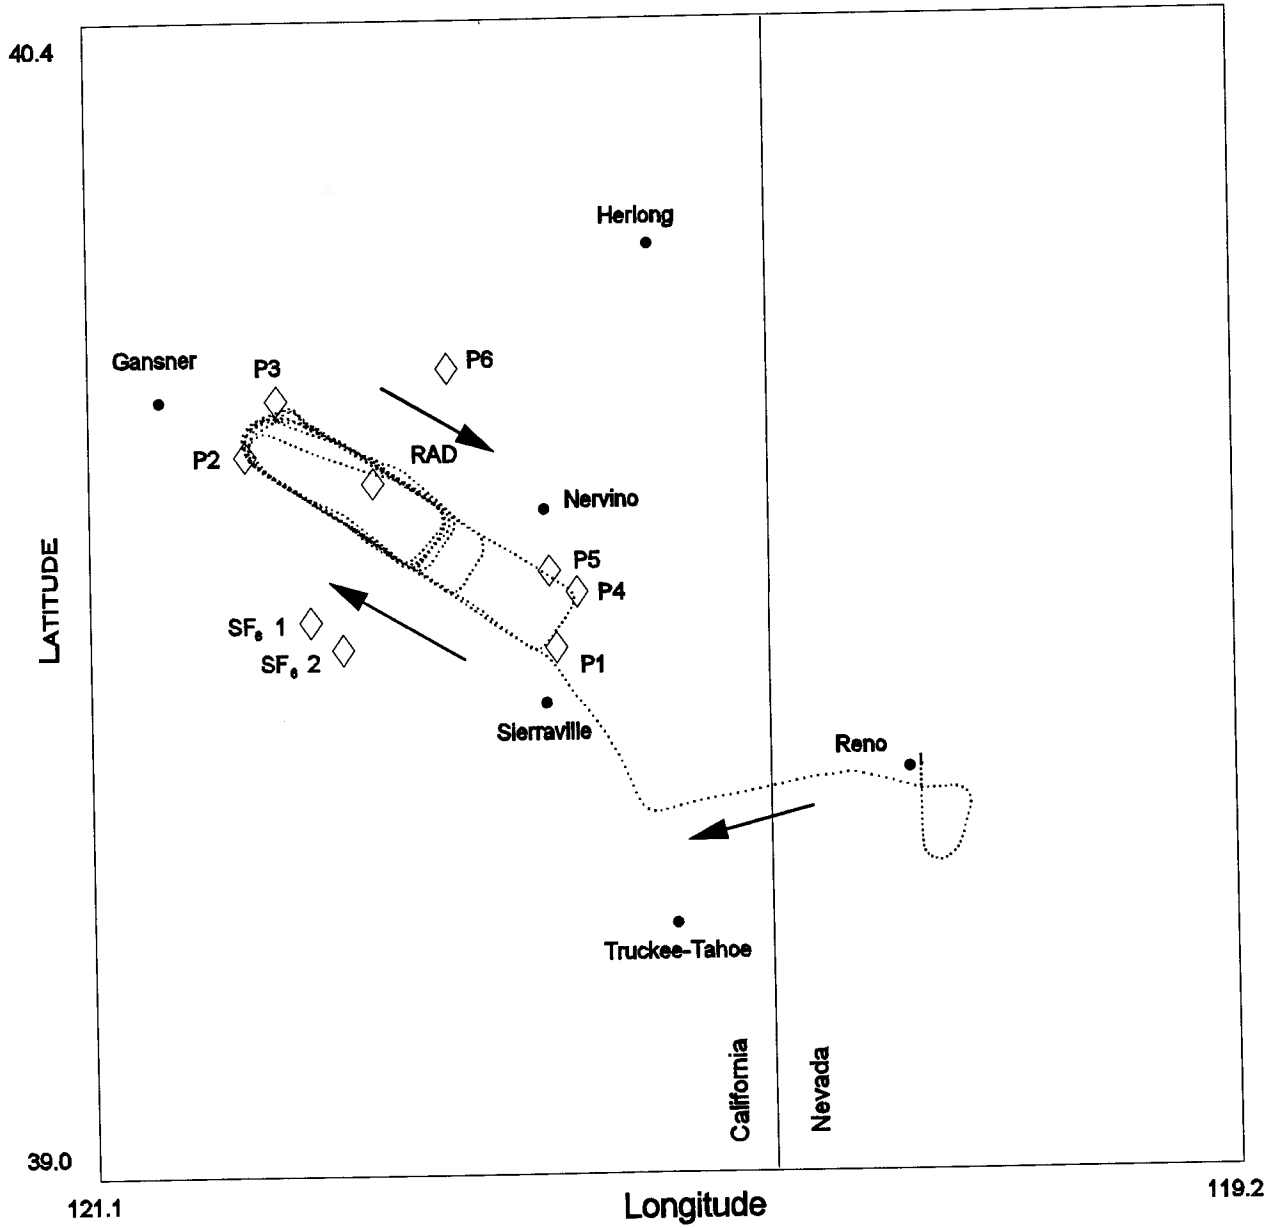 40.4
Herlong
Gansner
P3
P6
P2
RAD
Nervino
P5
P4
LATITUDE
SF6 1
SF6 2
P1
Sierraville
Reno
Truckee-Tahoe
California
Nevada
39.0
121.1
Longitude
119.2